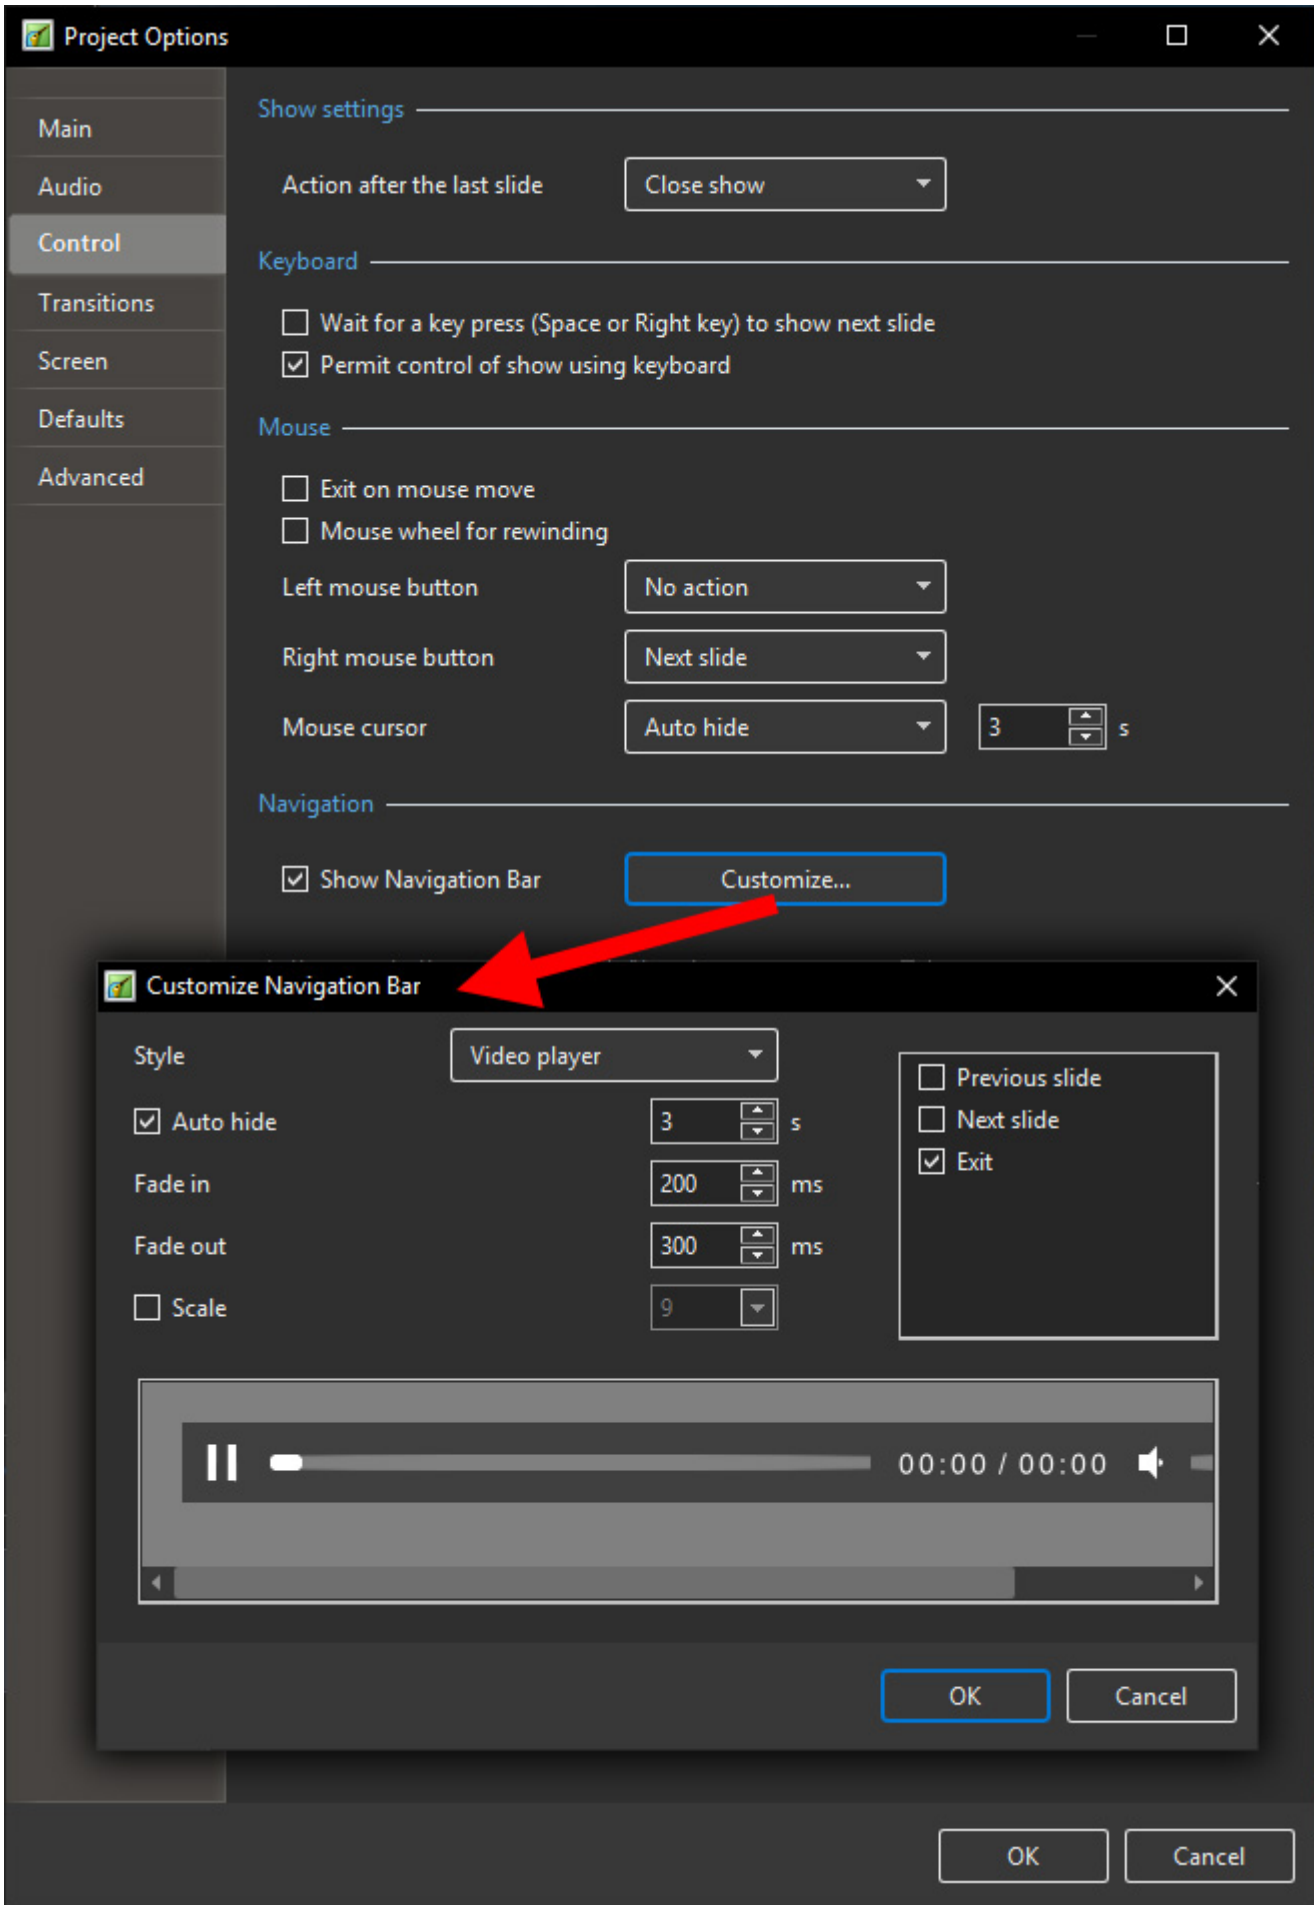 Project Options
Main
Audio
Control
Transitions
Screen
Defaults
Advanced
Show settings
Action after the last slide Close show
Keyboard
Wait for a key press (Space or Right key) to show next slide
Permit control of show using keyboard
Mouse
Exit on mouse move
Mouse wheel for rewinding
Left mouse button No action
Right mouse button Next slide
Mouse cursor Auto hide 3 s
Navigation
Show Navigation Bar Customize...
Customize Navigation Bar
Style Video player
Auto hide 3 s
Fade in 200 ms
Fade out 300 ms
Scale 9
Previous slide
Next slide
Exit
00:00 / 00:00
OK Cancel
OK Cancel